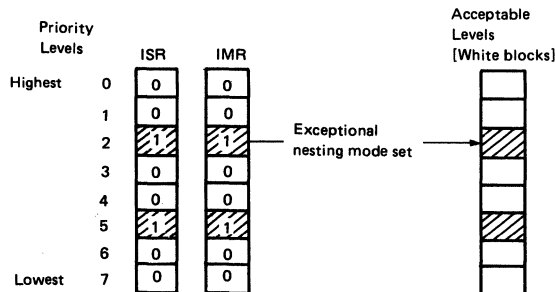 Priority
Levels
ISR IMR
Acceptable
Levels
[White blocks]
Highest 0 0 0
1 0 0
2 1 1
Exceptional
nesting mode set
3 0 0
4 0 0
5 1 1
6 0 0
Lowest 7 0 0